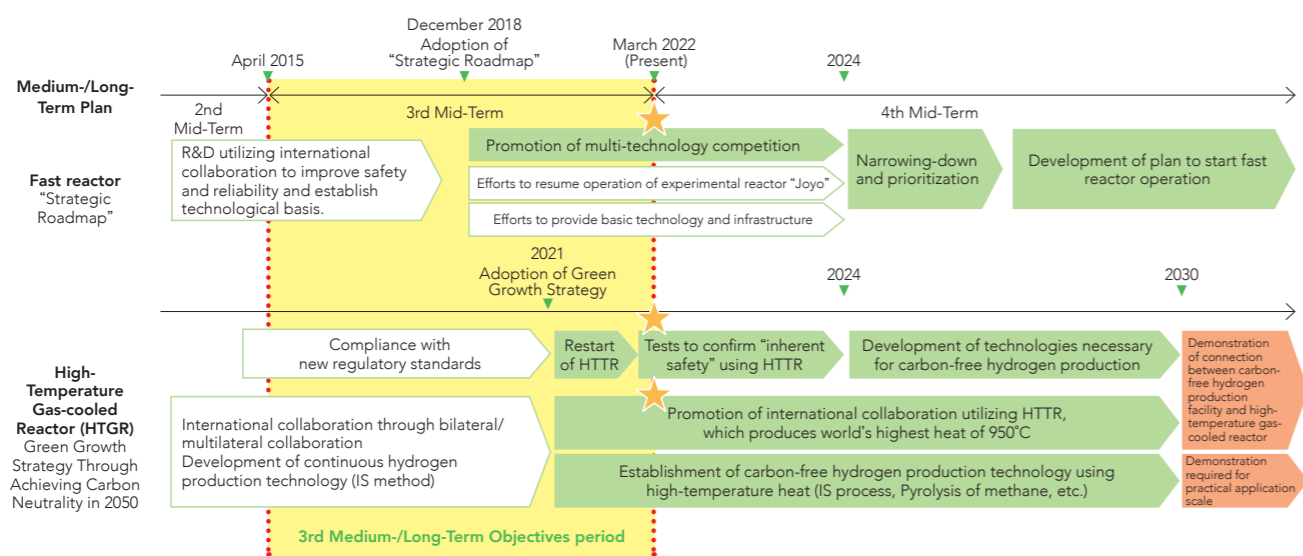 December 2018
Adoption of
“Strategic Roadmap”
April 2015
March 2022
(Present)
2024
Medium-/Long-
Term Plan
2nd
Mid-Term
3rd Mid-Term
4th Mid-Term
Fast reactor
“Strategic
Roadmap”
R&D utilizing international
collaboration to improve safety
and reliability and establish
technological basis.
Promotion of multi-technology competition
Efforts to resume operation of experimental reactor “Joyo”
Efforts to provide basic technology and infrastructure
Narrowing-down
and prioritization
Development of plan to start fast
reactor operation
2021
Adoption of Green
Growth Strategy
2024
2030
High-
Temperature
Gas-cooled
Reactor (HTGR)
Green Growth
Strategy Through
Achieving Carbon
Neutrality in 2050
Compliance with
new regulatory standards
Restart
of HTTR
Tests to confirm “inherent
safety” using HTTR
Development of technologies necessary
for carbon-free hydrogen production
Demonstration
of connection
between carbon-
free hydrogen
production
facility and high-
temperature gas-
cooled reactor
International collaboration through bilateral/
multilateral collaboration
Development of continuous hydrogen
production technology (IS method)
Promotion of international collaboration utilizing HTTR,
which produces world’s highest heat of 950°C
Establishment of carbon-free hydrogen production technology using
high-temperature heat (IS process, Pyrolysis of methane, etc.)
Demonstration
required for
practical application
scale
3rd Medium-/Long-Term Objectives period